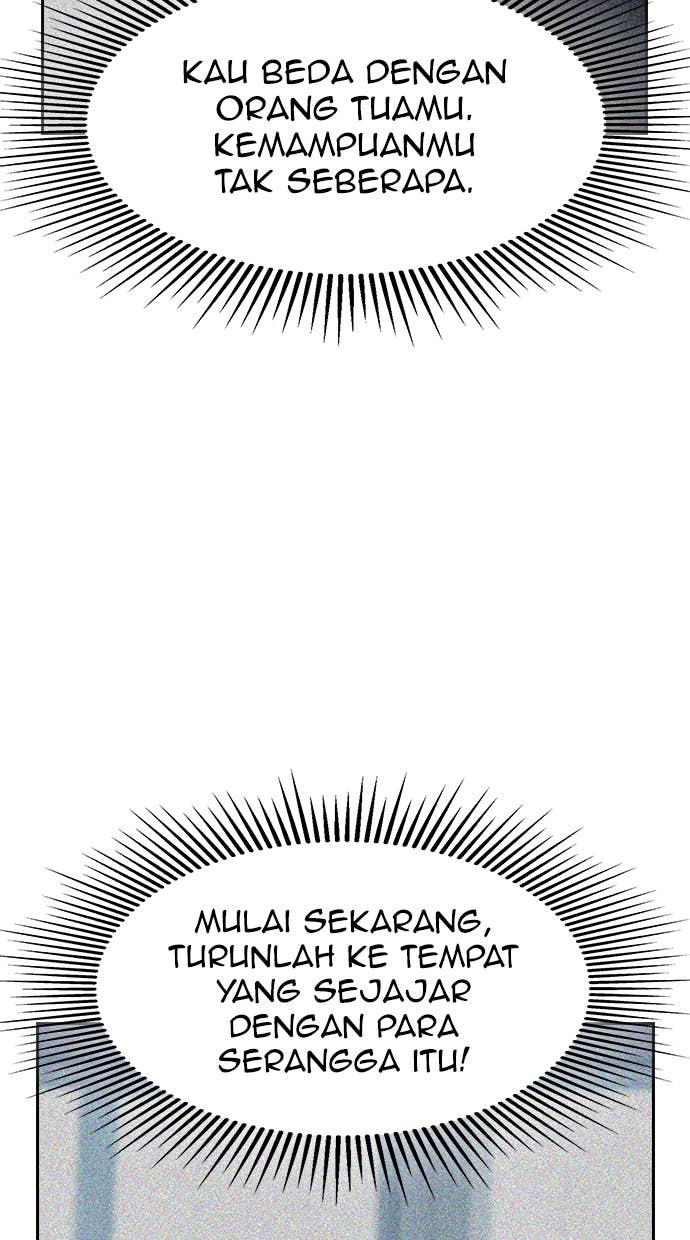 KAU BEDA DENGAN
ORANG TUAMU.
KEMAMPUANMU
TAK SEBERAPA.
MULAI SEKARANG,
TURUNLAH KE TEMPAT
YANG SEJAJAR
DENGAN PARA
SERANGGA ITU!